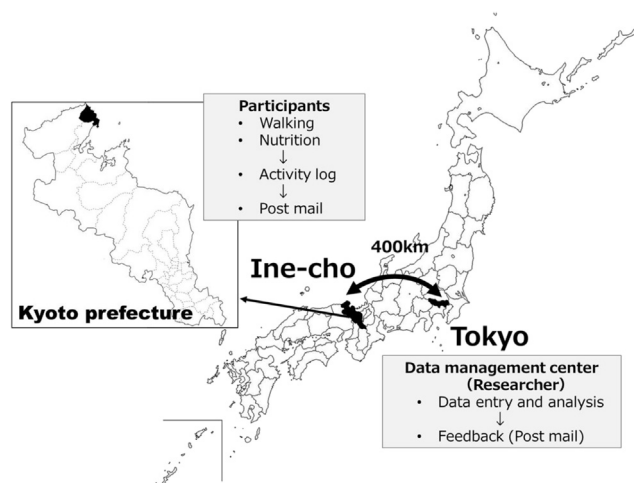 Participants
• Walking
• Nutrition
↓
• Activity log
↓
• Post mail
400km
Ine-cho
Kyoto prefecture
Tokyo
Data management center
(Researcher)
• Data entry and analysis
↓
• Feedback (Post mail)